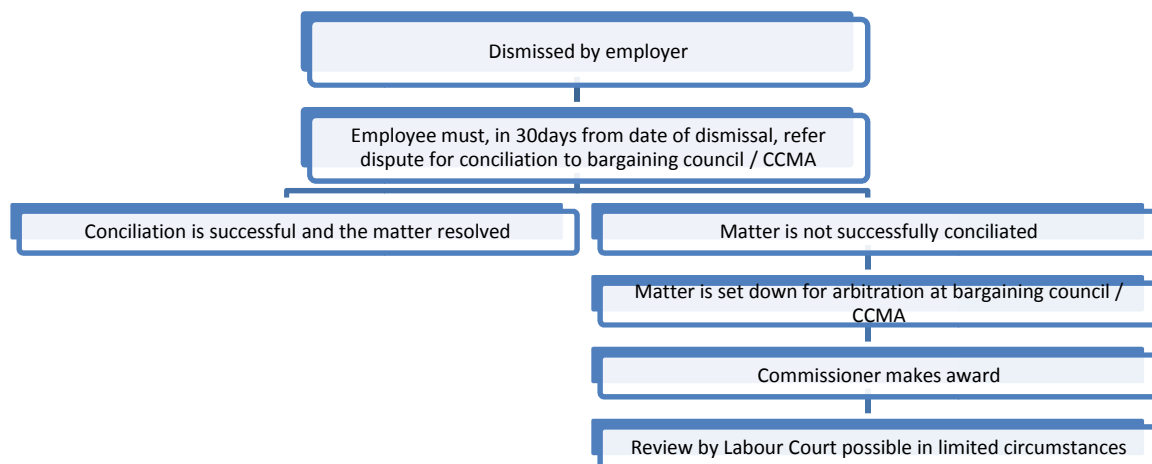 Dismissed by employer
Employee must, in 30days from date of dismissal, refer
dispute for conciliation to bargaining council / CCMA
Conciliation is successful and the matter resolved
Matter is not successfully conciliated
Matter is set down for arbitration at bargaining council /
CCMA
Commissioner makes award
Review by Labour Court possible in limited circumstances